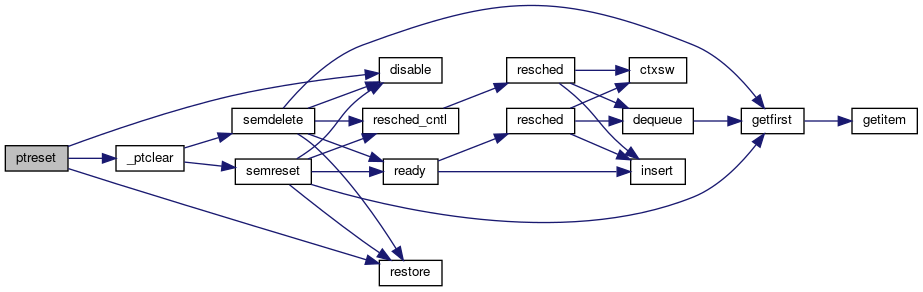 ptreset
_ptclear
semdelete
semreset
disable
resched_cntl
ready
restore
resched
resched
ctxsw
dequeue
insert
getfirst
getitem